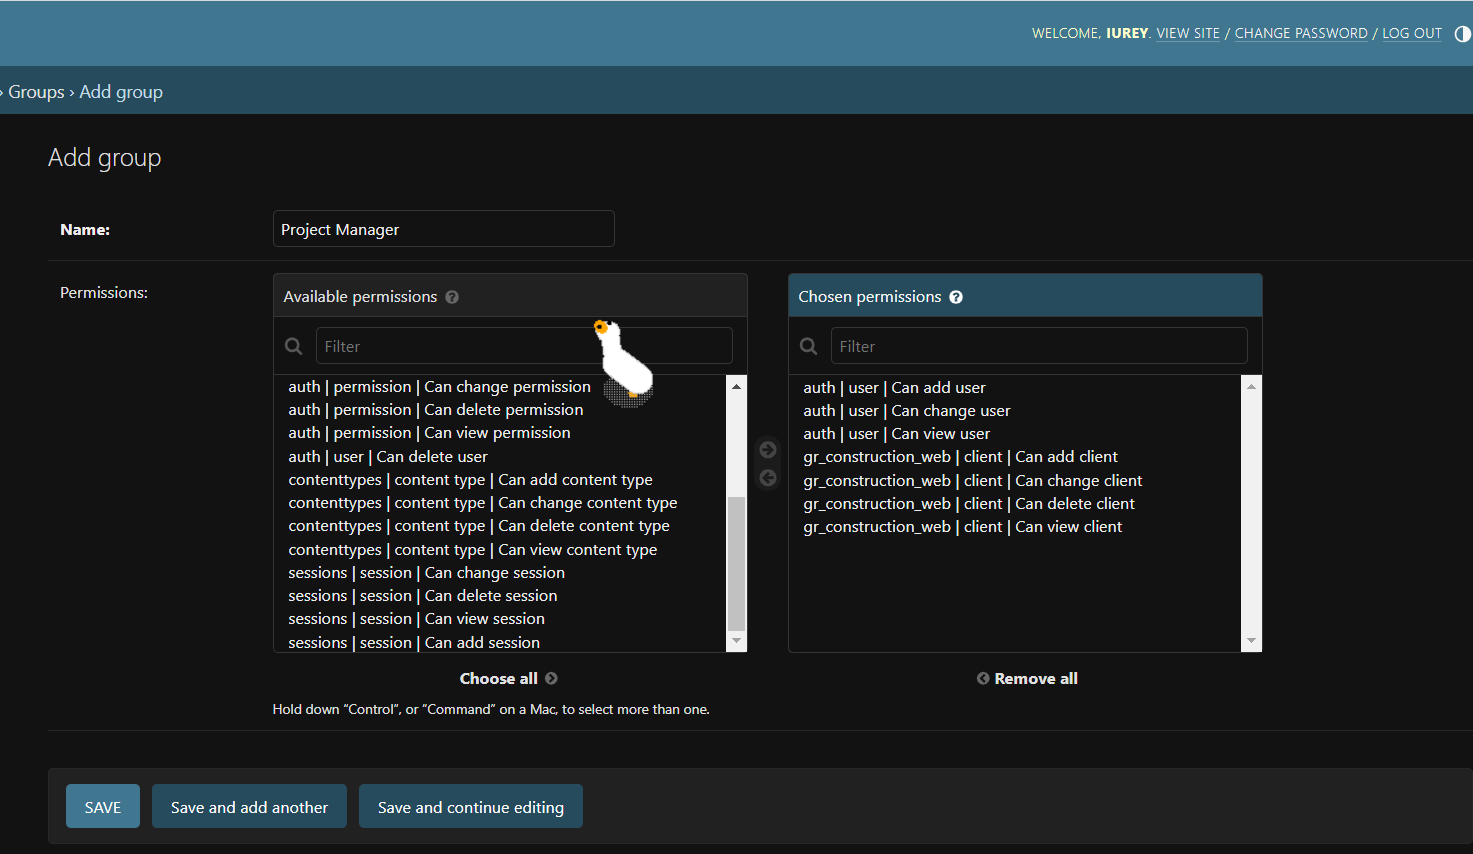 WELCOME, IUREY. VIEW SITE / CHANGE PASSWORD / LOG OUT
› Groups › Add group
Add group
Name:
Project Manager
Permissions:
Available permissions ?
Filter
auth | permission | Can change permission
auth | permission | Can delete permission
auth | permission | Can view permission
auth | user | Can delete user
contenttypes | content type | Can add content type
contenttypes | content type | Can change content type
contenttypes | content type | Can delete content type
contenttypes | content type | Can view content type
sessions | session | Can change session
sessions | session | Can delete session
sessions | session | Can view session
sessions | session | Can add session
Choose all
Chosen permissions ?
Filter
auth | user | Can add user
auth | user | Can change user
auth | user | Can view user
gr_construction_web | client | Can add client
gr_construction_web | client | Can change client
gr_construction_web | client | Can delete client
gr_construction_web | client | Can view client
Remove all
Hold down “Control”, or “Command” on a Mac, to select more than one.
SAVE
Save and add another
Save and continue editing